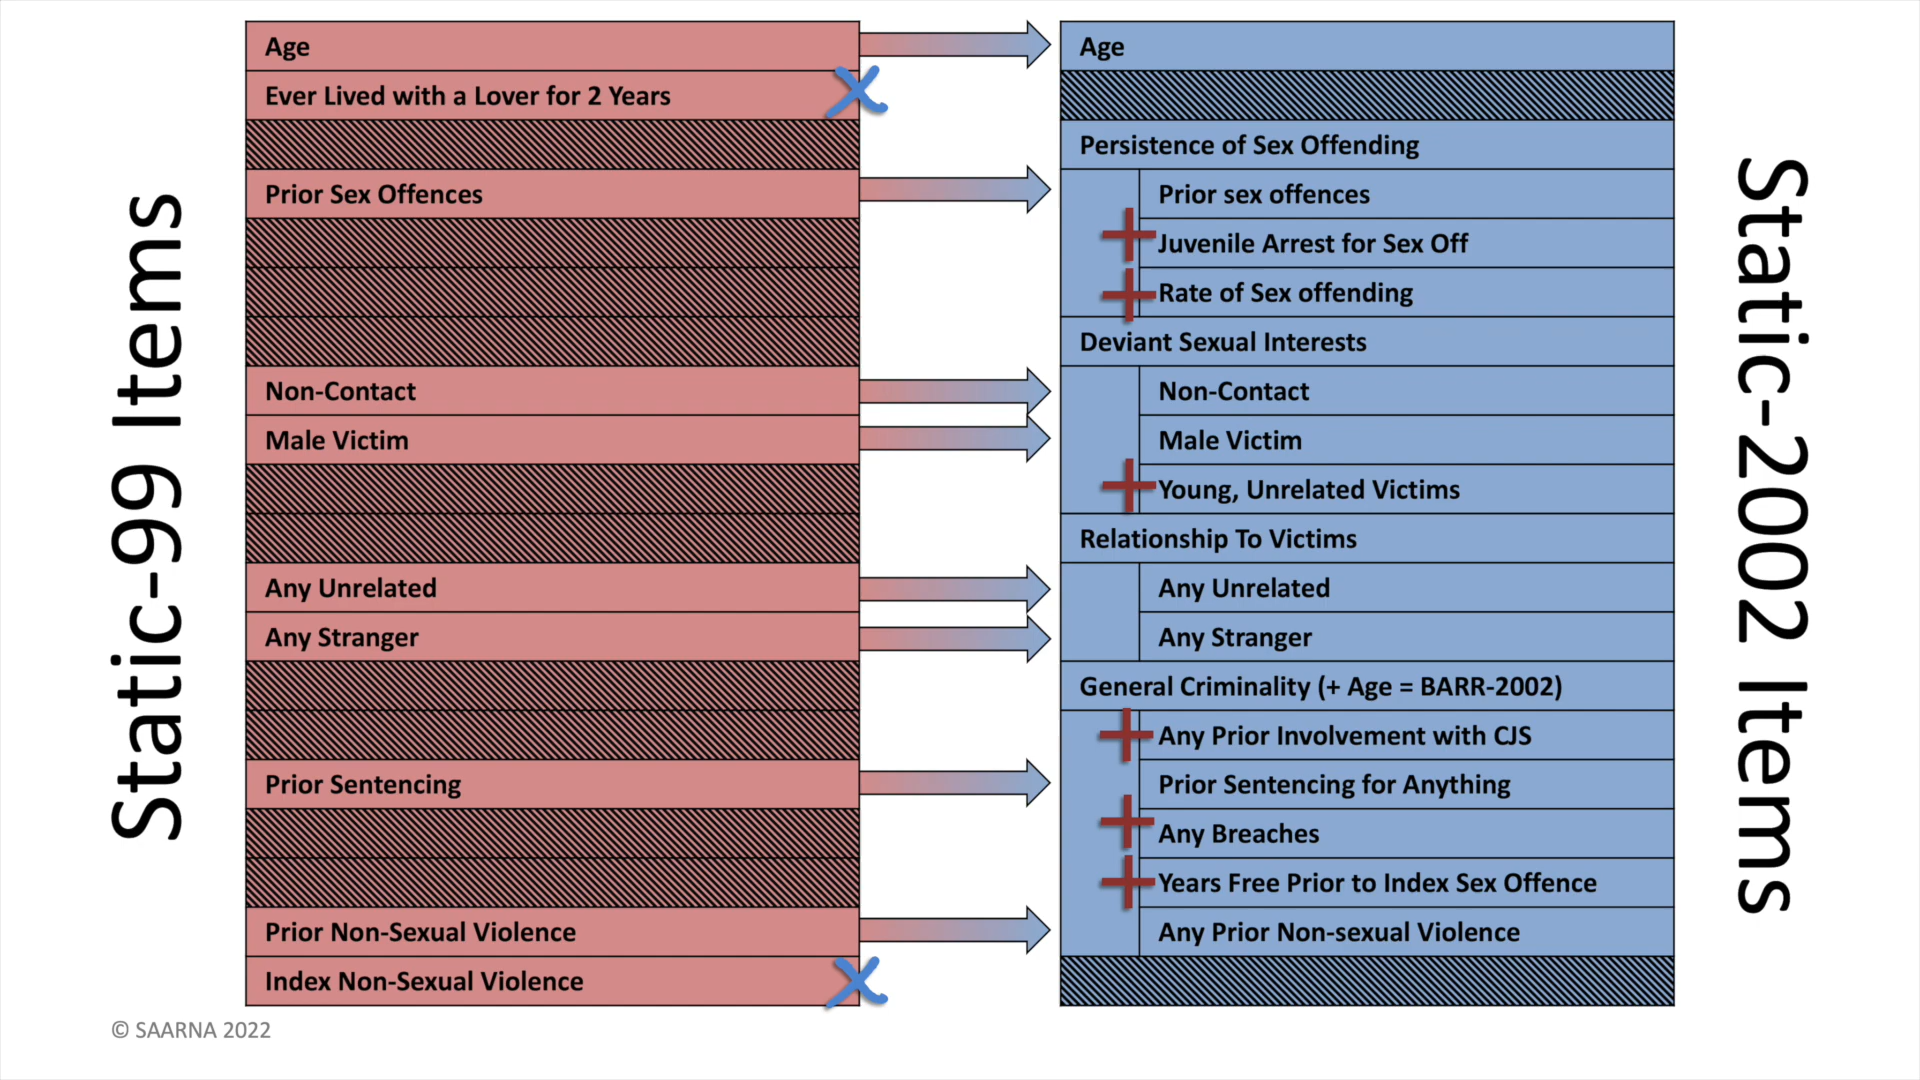 Static-99 Items
Age
Ever Lived with a Lover for 2 Years
Prior Sex Offences
Non-Contact
Male Victim
Any Unrelated
Any Stranger
Prior Sentencing
Prior Non-Sexual Violence
Index Non-Sexual Violence
Age
Persistence of Sex Offending
Prior sex offences
Juvenile Arrest for Sex Off
Rate of Sex offending
Deviant Sexual Interests
Non-Contact
Male Victim
Young, Unrelated Victims
Relationship To Victims
Any Unrelated
Any Stranger
General Criminality (+ Age = BARR-2002)
Any Prior Involvement with CJS
Prior Sentencing for Anything
Any Breaches
Years Free Prior to Index Sex Offence
Any Prior Non-sexual Violence
Static-2002 Items
© SAARNA 2022